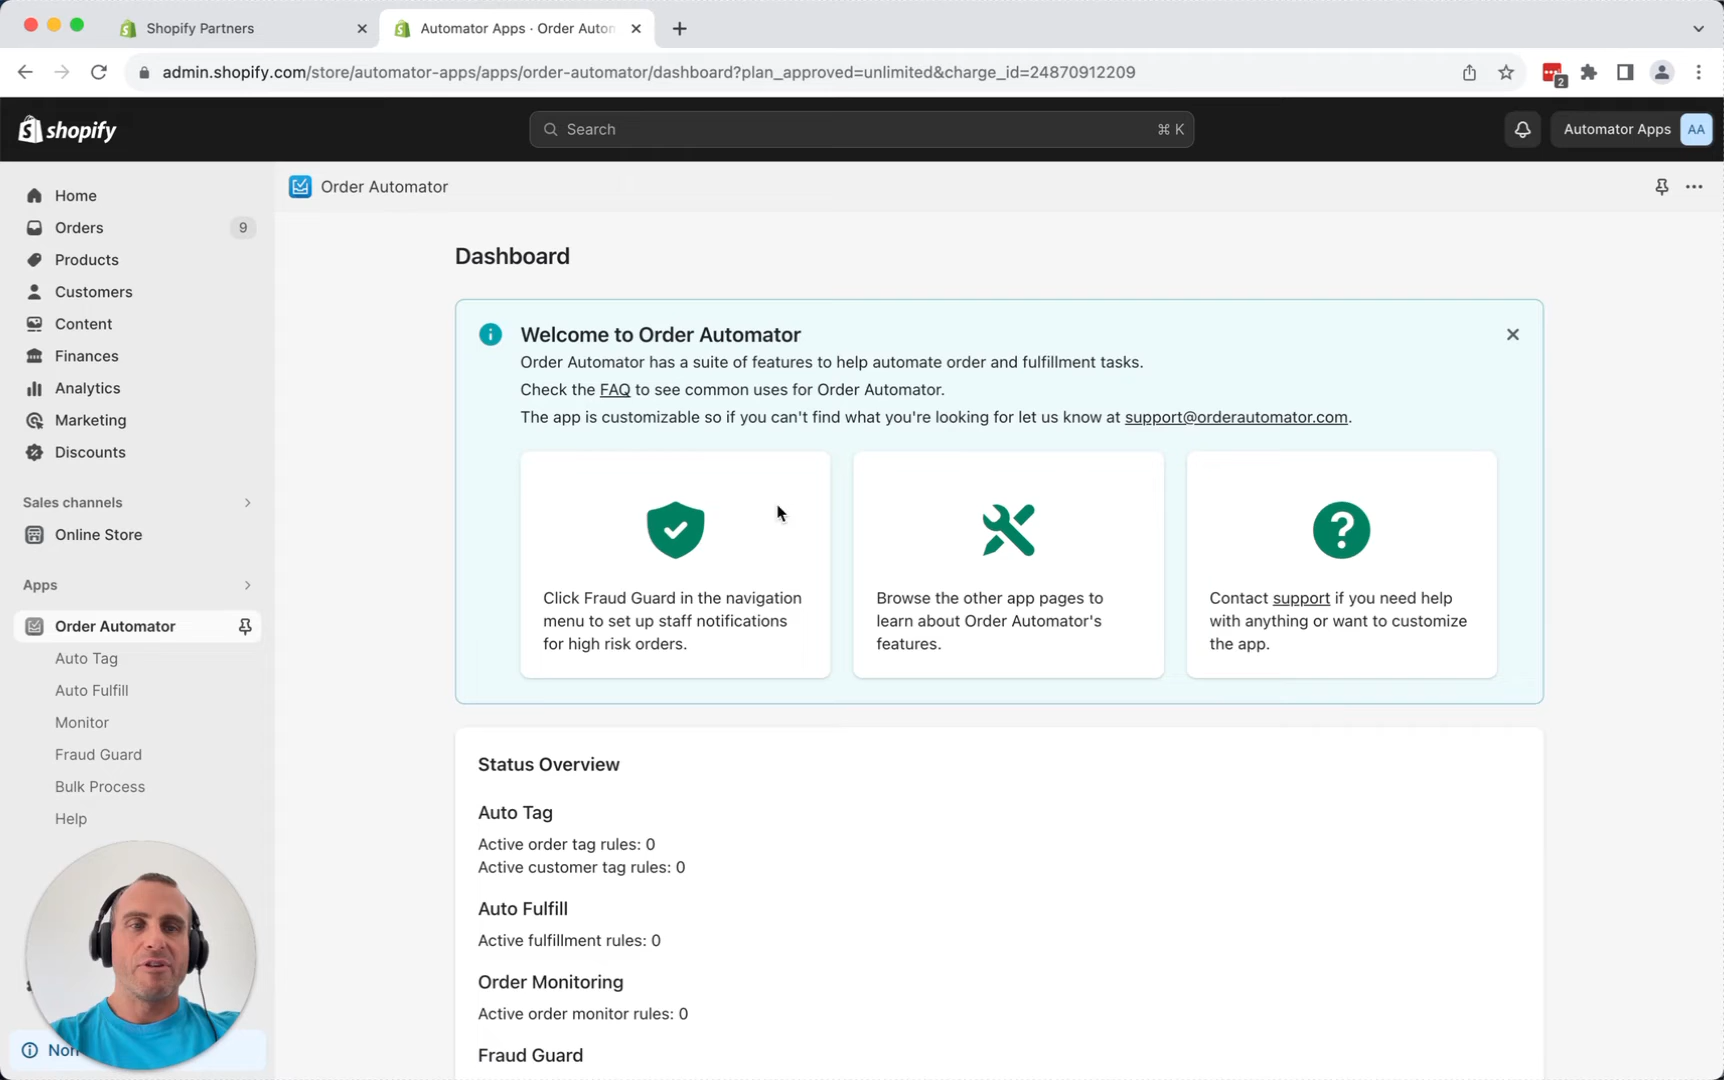 Shopify Partners
Automator Apps · Order Auton
admin.shopify.com/store/automator-apps/apps/order-automator/dashboard?plan_approved=unlimited&charge_id=24870912209
2
shopify
Search
⌘ K
Automator Apps
AA
Home
Orders
9
Products
Customers
Content
Finances
Analytics
Marketing
Discounts
Sales channels
Online Store
Apps
Order Automator
Auto Tag
Auto Fulfill
Monitor
Fraud Guard
Bulk Process
Help
Non
Order Automator
Dashboard
Welcome to Order Automator
Order Automator has a suite of features to help automate order and fulfillment tasks.
Check the FAQ to see common uses for Order Automator.
The app is customizable so if you can't find what you're looking for let us know at support@orderautomator.com.
Click Fraud Guard in the navigation
menu to set up staff notifications
for high risk orders.
Browse the other app pages to
learn about Order Automator's
features.
Contact support if you need help
with anything or want to customize
the app.
Status Overview
Auto Tag
Active order tag rules: 0
Active customer tag rules: 0
Auto Fulfill
Active fulfillment rules: 0
Order Monitoring
Active order monitor rules: 0
Fraud Guard